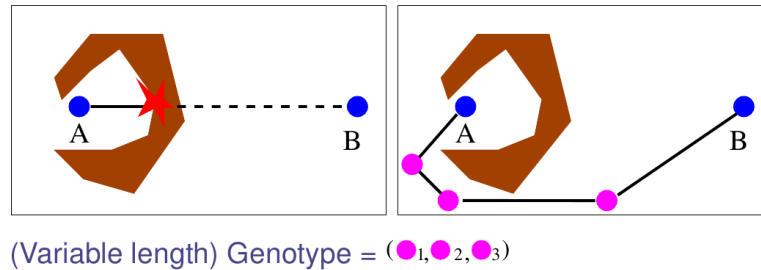 A
B
A
B
(Variable length) Genotype = (1, 2, 3)